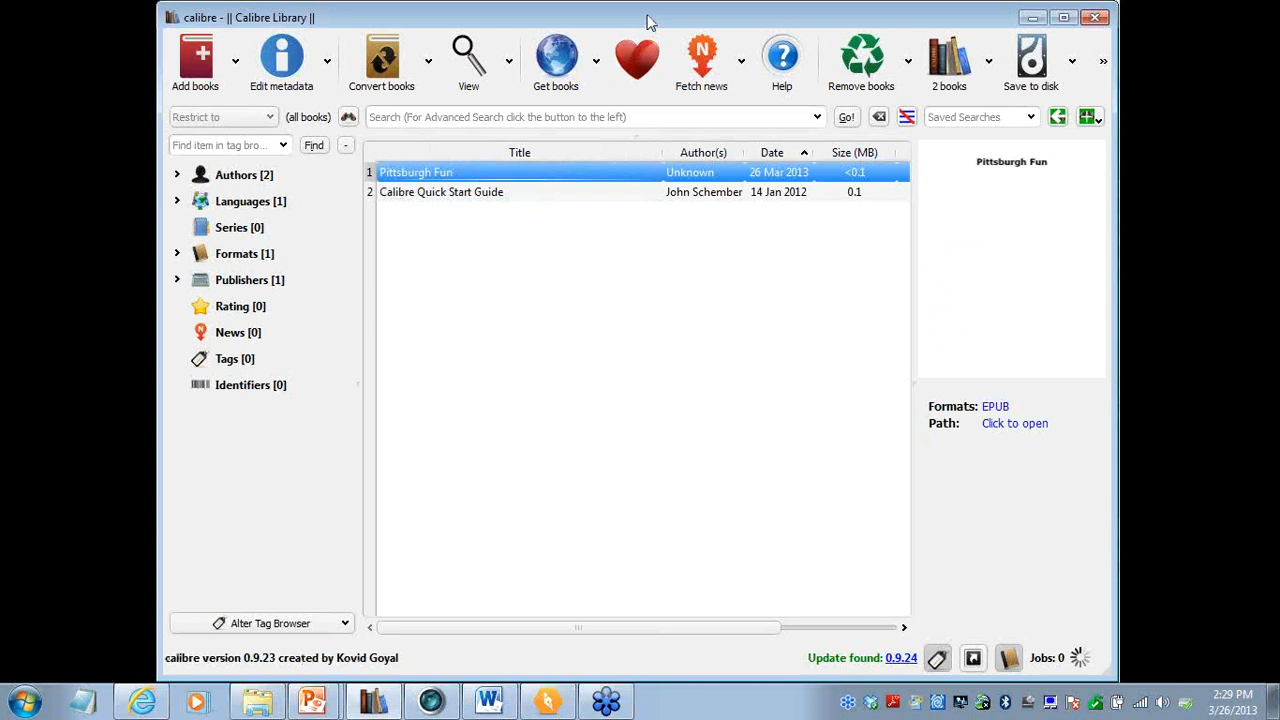 calibre - || Calibre Library ||
Add books
Edit metadata
Convert books
View
Get books
Fetch news
Help
Remove books
2 books
Save to disk
»
Restrict to
(all books)
Search (For Advanced Search click the button to the left)
Go!
Saved Searches
Find item in tag bro...
Find
-
Title
Author(s)
Date
Size (MB)
1 Pittsburgh Fun Unknown 26 Mar 2013 <0.1
2 Calibre Quick Start Guide John Schember 14 Jan 2012 0.1
Authors [2]
Languages [1]
Series [0]
Formats [1]
Publishers [1]
Rating [0]
News [0]
Tags [0]
Identifiers [0]
Pittsburgh Fun
Formats: EPUB
Path: Click to open
Alter Tag Browser
calibre version 0.9.23 created by Kovid Goyal
Update found: 0.9.24
Jobs: 0
2:29 PM
3/26/2013